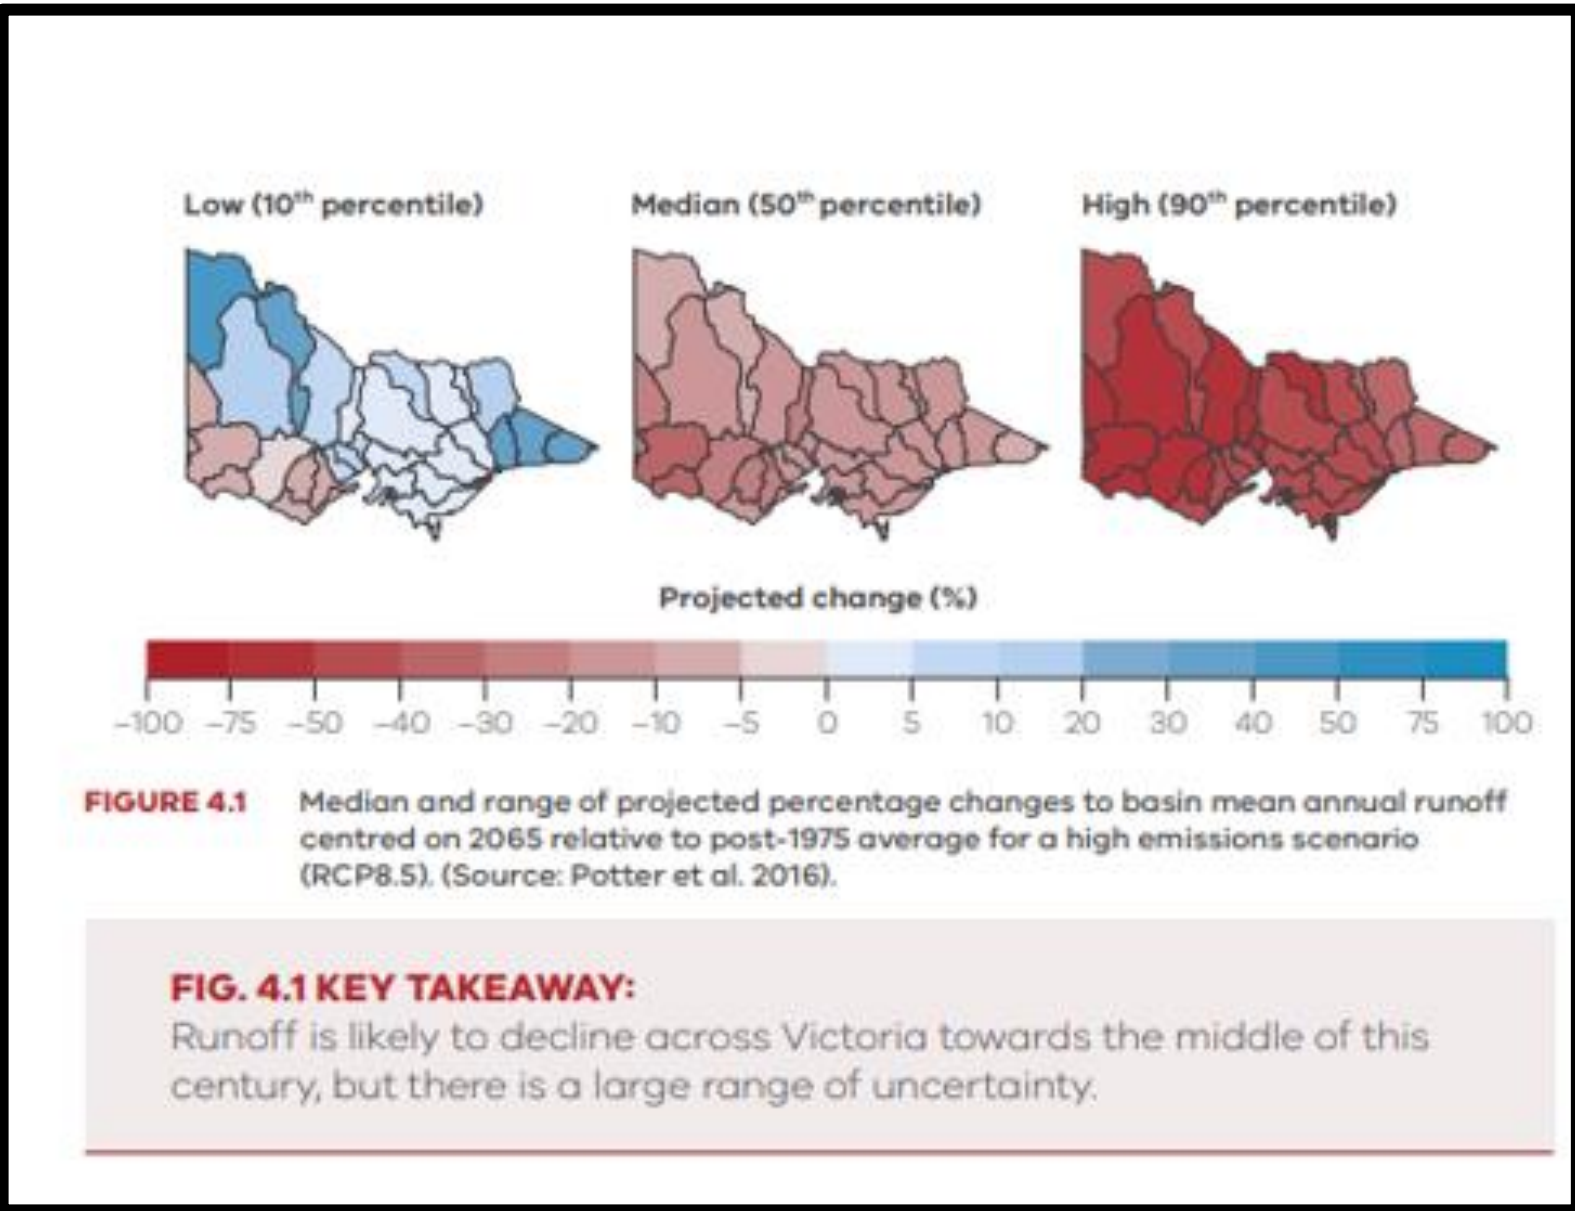 Low (10th percentile)
Median (50th percentile)
High (90th percentile)
Projected change (%)
–100 –75 –50 –40 –30 –20 –10 –5 0 5 10 20 30 40 50 75 100
FIGURE 4.1 Median and range of projected percentage changes to basin mean annual runoff
centred on 2065 relative to post-1975 average for a high emissions scenario
(RCP8.5). (Source: Potter et al. 2016).
FIG. 4.1 KEY TAKEAWAY:
Runoff is likely to decline across Victoria towards the middle of this
century, but there is a large range of uncertainty.